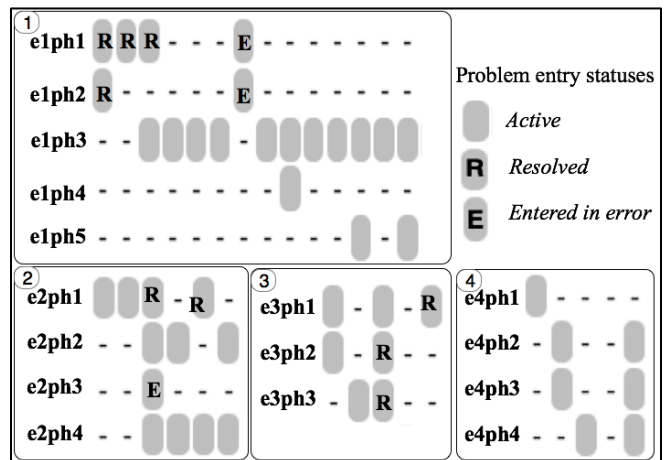 1
e1ph1 R R R - - - E - - - - - - -
e1ph2 R - - - - - E - - - - - - -
e1ph3 - - -
e1ph4 - - - - - - - - - - - - -
e1ph5 - - - - - - - - - - - -
Problem entry statuses
Active
R Resolved
E Entered in error
2
e2ph1 R - R -
e2ph2 - - -
e2ph3 - - E - - -
e2ph4 - -
3
e3ph1 - - R
e3ph2 - R - -
e3ph3 - R - -
4
e4ph1 - - - -
e4ph2 - - -
e4ph3 - - -
e4ph4 - - -